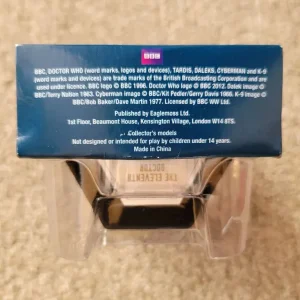 BBC
BBC, DOCTOR WHO (word marks, logos and devices), TARDIS, DALEKS, CYBERMAN and K-9
(word marks and devices) are trade marks of the British Broadcasting Corporation and are
used under licence. BBC logo © BBC 1996. Doctor Who logo © BBC 2012. Dalek image ©
BBC/Terry Nation 1963. Cyberman image © BBC/Kit Pedler/Gerry Davis 1966. K-9 image ©
BBC/Bob Baker/Dave Martin 1977. Licensed by BBC WW Ltd.
Published by Eaglemoss Ltd.
1st Floor, Beaumont House, Kensington Village, London W14 8TS.
Collector's models
Not designed or intended for play by children under 14 years.
Made in China
THE ELEVENTH
DOCTOR